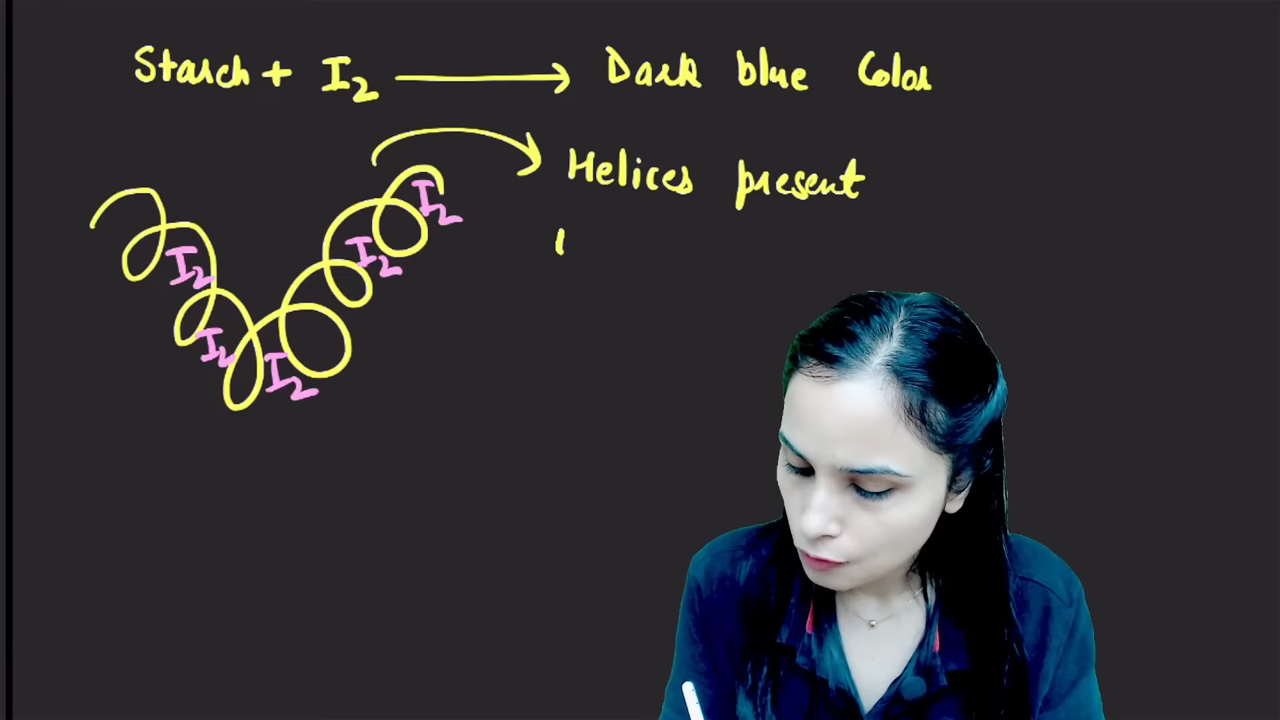 Starch + I₂ → Dark blue Color
Helices present
I₂
I₂
I₂
I₂
I₂